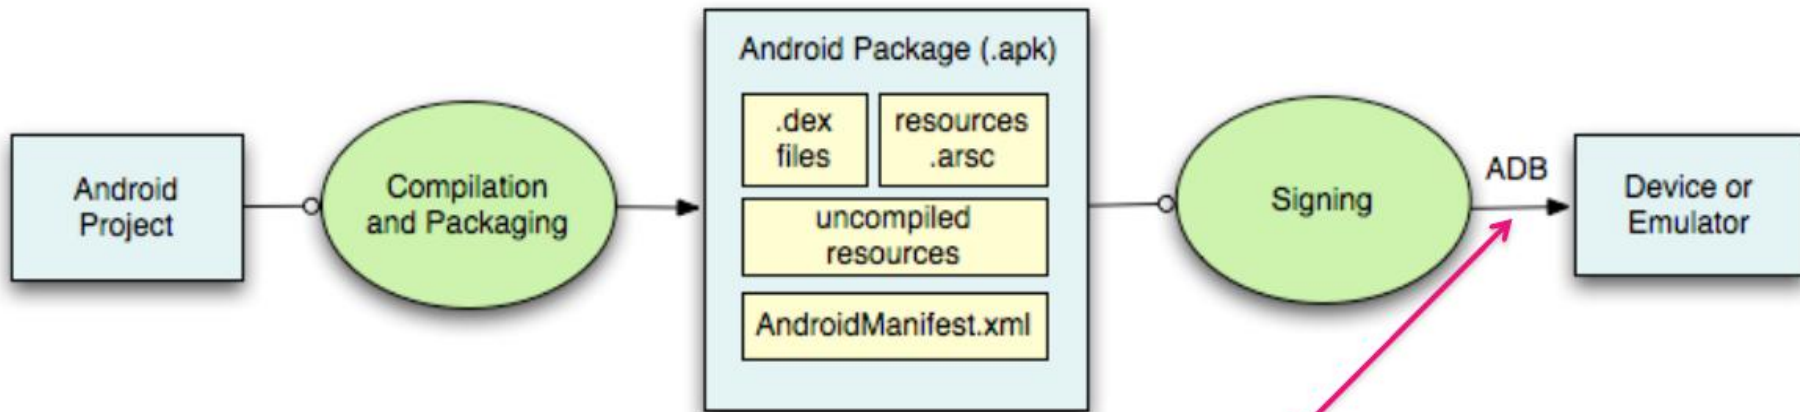 Android
Project
Compilation
and Packaging
Android Package (.apk)
.dex
files
resources
.arsc
uncompiled
resources
AndroidManifest.xml
Signing
ADB
Device or
Emulator